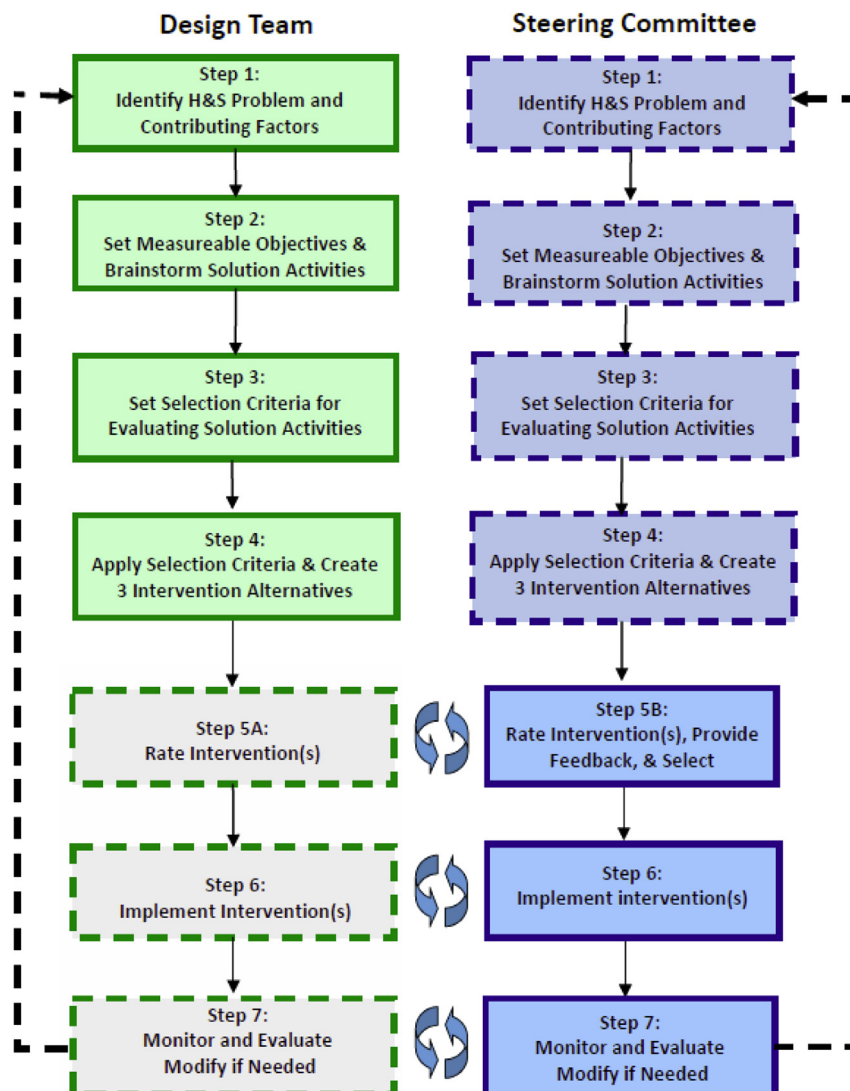 Design Team
Step 1:
Identify H&S Problem and
Contributing Factors
Step 2:
Set Measureable Objectives &
Brainstorm Solution Activities
Step 3:
Set Selection Criteria for
Evaluating Solution Activities
Step 4:
Apply Selection Criteria & Create
3 Intervention Alternatives
Step 5A:
Rate Intervention(s)
Step 6:
Implement Intervention(s)
Step 7:
Monitor and Evaluate
Modify if Needed
Steering Committee
Step 1:
Identify H&S Problem and
Contributing Factors
Step 2:
Set Measureable Objectives &
Brainstorm Solution Activities
Step 3:
Set Selection Criteria for
Evaluating Solution Activities
Step 4:
Apply Selection Criteria & Create
3 Intervention Alternatives
Step 5B:
Rate Intervention(s), Provide
Feedback, & Select
Step 6:
Implement intervention(s)
Step 7:
Monitor and Evaluate
Modify if Needed